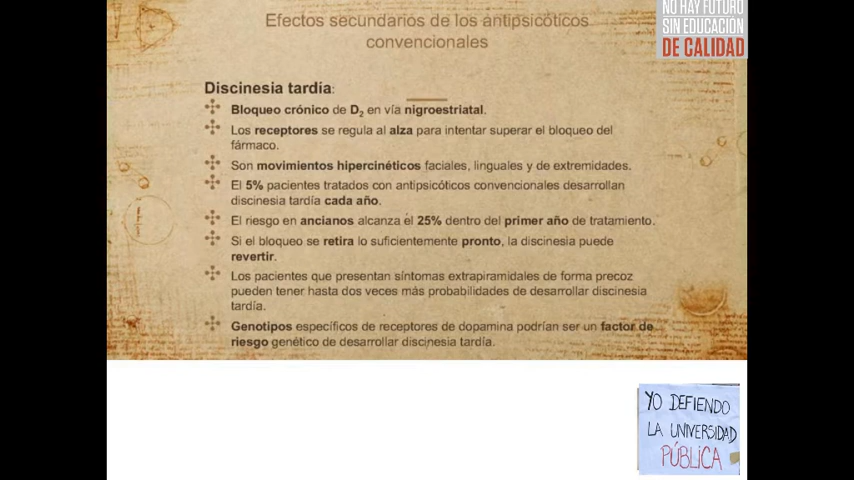 Efectos secundarios de los antipsicóticos
convencionales
NO HAY FUTURO
SIN EDUCACIÓN
DE CALIDAD
Discinesia tardía:
Bloqueo crónico de D2 en vía nigroestriatal.
Los receptores se regula al alza para intentar superar el bloqueo del
fármaco.
Son movimientos hipercinéticos faciales, linguales y de extremidades.
El 5% pacientes tratados con antipsicóticos convencionales desarrollan
discinesia tardía cada año.
El riesgo en ancianos alcanza el 25% dentro del primer año de tratamiento.
Si el bloqueo se retira lo suficientemente pronto, la discinesia puede
revertir.
Los pacientes que presentan síntomas extrapiramidales de forma precoz
pueden tener hasta dos veces más probabilidades de desarrollar discinesia
tardía.
Genotipos específicos de receptores de dopamina podrían ser un factor de
riesgo genético de desarrollar discinesia tardía.
YO DEFIENDO
LA UNIVERSIDAD
PÚBLICA